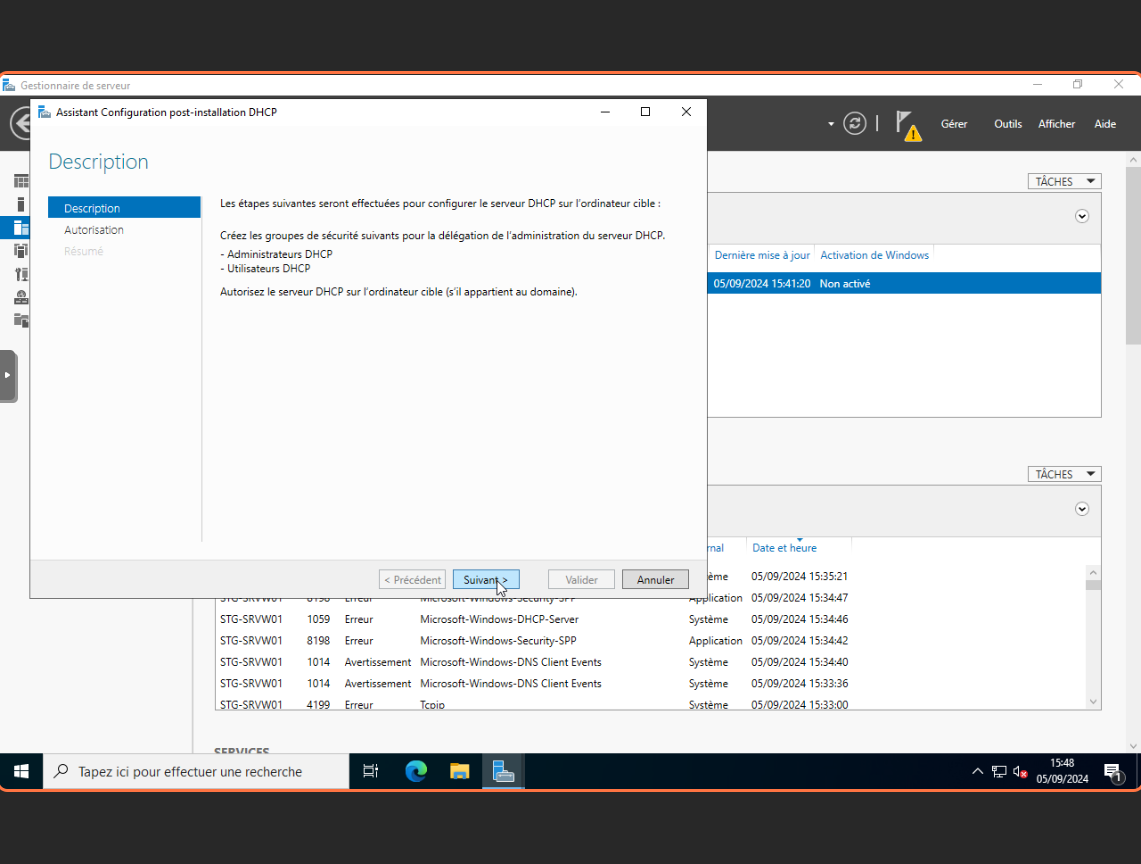 Gestionnaire de serveur
Assistant Configuration post-installation DHCP
Gérer Outils Afficher Aide
Description
Description
Autorisation
Résumé
Les étapes suivantes seront effectuées pour configurer le serveur DHCP sur l'ordinateur cible :
Créez les groupes de sécurité suivants pour la délégation de l'administration du serveur DHCP.
- Administrateurs DHCP
- Utilisateurs DHCP
Autorisez le serveur DHCP sur l'ordinateur cible (s'il appartient au domaine).
< Précédent Suivant > Valider Annuler
TÂCHES
Dernière mise à jour Activation de Windows
05/09/2024 15:41:20 Non activé
TÂCHES
rnal Date et heure
ème 05/09/2024 15:35:21
STG-SRVW01 8198 Erreur Microsoft-Windows-Security-SPP Application 05/09/2024 15:34:47
STG-SRVW01 1059 Erreur Microsoft-Windows-DHCP-Server Système 05/09/2024 15:34:46
STG-SRVW01 8198 Erreur Microsoft-Windows-Security-SPP Application 05/09/2024 15:34:42
STG-SRVW01 1014 Avertissement Microsoft-Windows-DNS Client Events Système 05/09/2024 15:34:40
STG-SRVW01 1014 Avertissement Microsoft-Windows-DNS Client Events Système 05/09/2024 15:33:36
STG-SRVW01 4199 Erreur Tcpip Système 05/09/2024 15:33:00
SERVICES
Tapez ici pour effectuer une recherche
15:48
05/09/2024
1